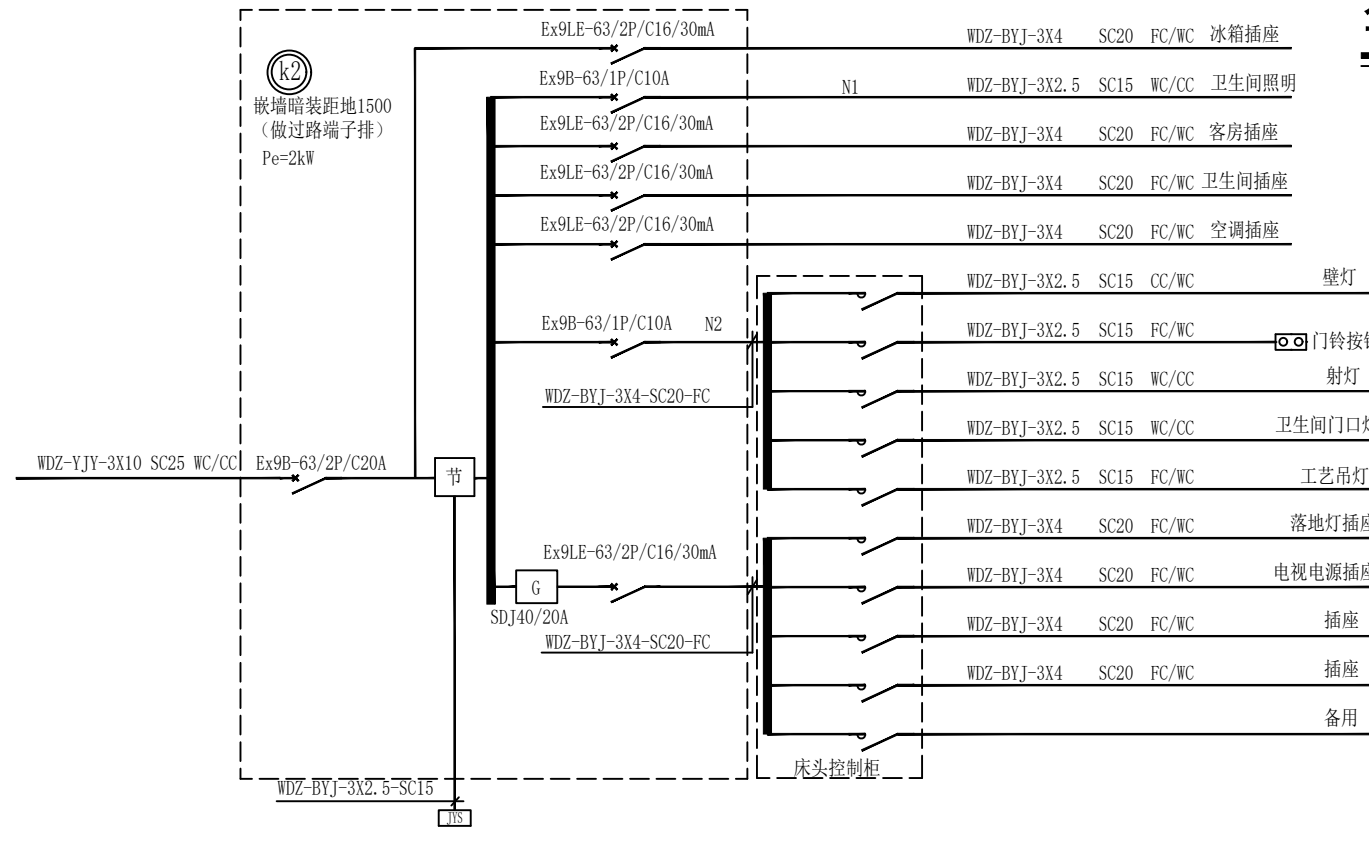 Ex9LE-63/2P/C16/30mA
WDZ-BYJ-3X4 SC20 FC/WC 冰箱插座
k2
嵌墙暗装距地1500
（做过路端子排）
Pe=2kW
Ex9B-63/1P/C10A
N1
WDZ-BYJ-3X2.5 SC15 WC/CC 卫生间照明
Ex9LE-63/2P/C16/30mA
WDZ-BYJ-3X4 SC20 FC/WC 客房插座
Ex9LE-63/2P/C16/30mA
WDZ-BYJ-3X4 SC20 FC/WC 卫生间插座
Ex9LE-63/2P/C16/30mA
WDZ-BYJ-3X4 SC20 FC/WC 空调插座
WDZ-BYJ-3X2.5 SC15 CC/WC 壁灯
Ex9B-63/1P/C10A N2
WDZ-BYJ-3X2.5 SC15 FC/WC 门铃按钮
WDZ-BYJ-3X2.5 SC15 WC/CC 射灯
WDZ-BYJ-3X4-SC20-FC
WDZ-BYJ-3X2.5 SC15 WC/CC 卫生间门口灯
WDZ-YJY-3X10 SC25 WC/CC
Ex9B-63/2P/C20A
节
WDZ-BYJ-3X2.5 SC15 FC/WC 工艺吊灯
WDZ-BYJ-3X4 SC20 FC/WC 落地灯插座
Ex9LE-63/2P/C16/30mA
G
SDJ40/20A
WDZ-BYJ-3X4 SC20 FC/WC 电视电源插座
WDZ-BYJ-3X4-SC20-FC
WDZ-BYJ-3X4 SC20 FC/WC 插座
WDZ-BYJ-3X4 SC20 FC/WC 插座
备用
床头控制柜
WDZ-BYJ-3X2.5-SC15
JYS